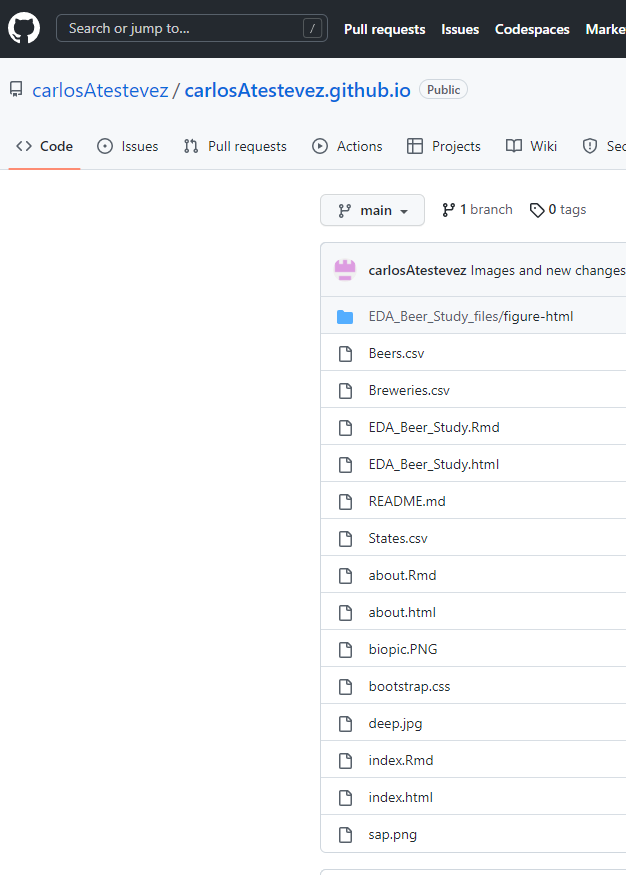 Search or jump to... /
Pull requests Issues Codespaces Marke
carlosAtestevez / carlosAtestevez.github.io Public
Code Issues Pull requests Actions Projects Wiki Sec
main 1 branch 0 tags
carlosAtestevez Images and new changes
EDA_Beer_Study_files/figure-html
Beers.csv
Breweries.csv
EDA_Beer_Study.Rmd
EDA_Beer_Study.html
README.md
States.csv
about.Rmd
about.html
biopic.PNG
bootstrap.css
deep.jpg
index.Rmd
index.html
sap.png